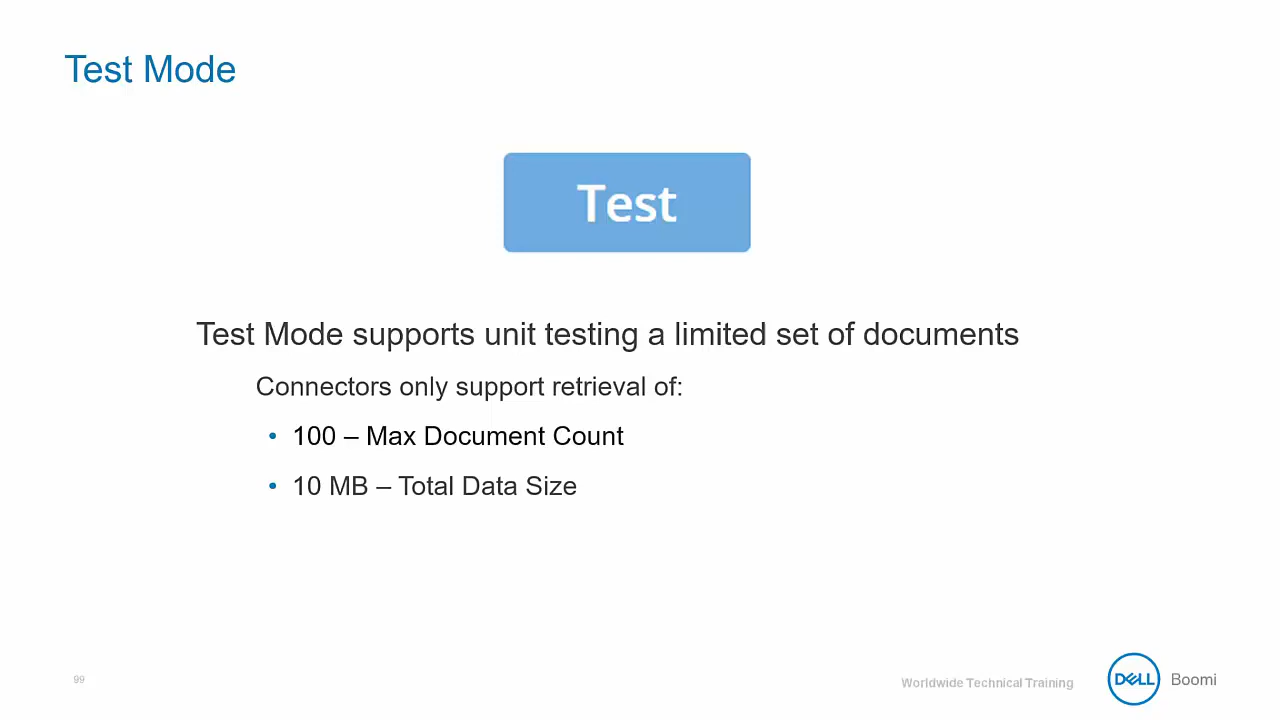 Test Mode
Test
Test Mode supports unit testing a limited set of documents
Connectors only support retrieval of:
• 100 – Max Document Count
• 10 MB – Total Data Size
99
Worldwide Technical Training
DELL Boomi